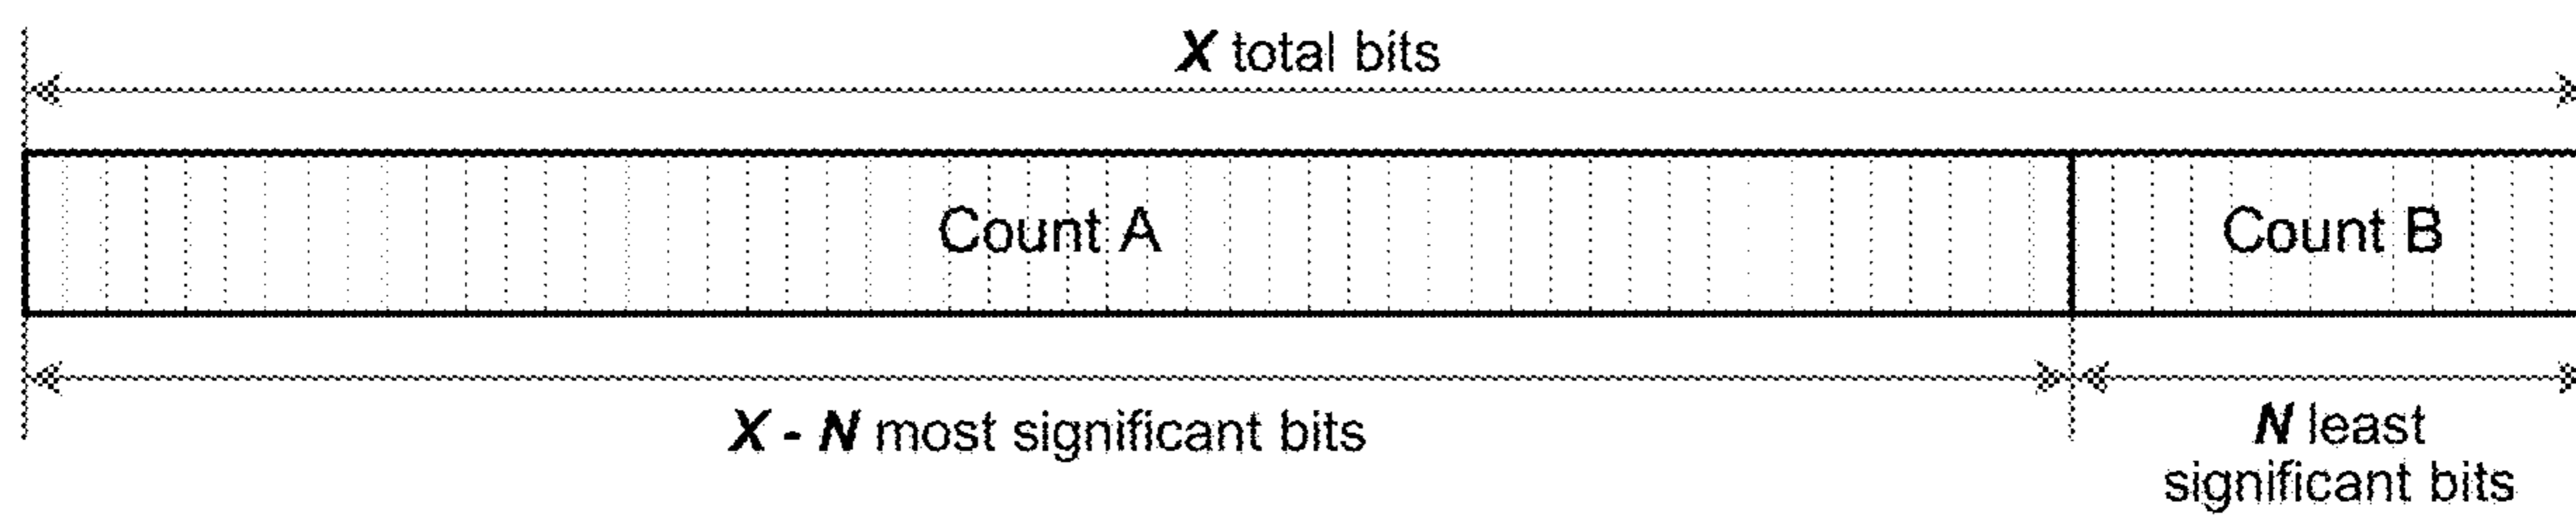 X total bits
Count A
Count B
X - N most significant bits
N least
significant bits